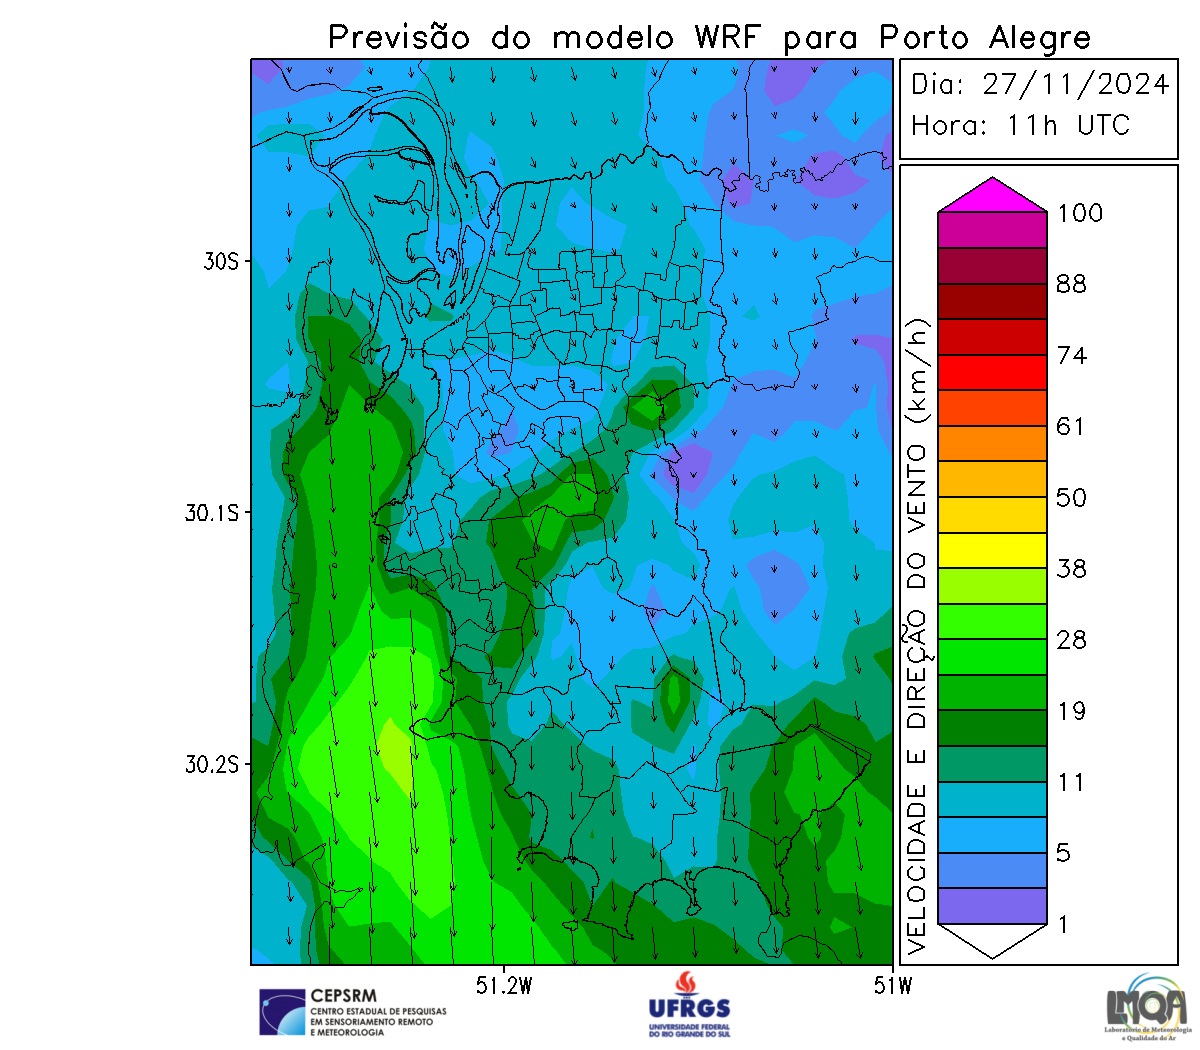 Previsão do modelo WRF para Porto Alegre
Dia: 27/11/2024
Hora: 11h UTC
30S
30.1S
30.2S
51.2W
51W
VELOCIDADE E DIREÇÃO DO VENTO (km/h)
100
88
74
61
50
38
28
19
11
5
1
CEPSRM
CENTRO ESTADUAL DE PESQUISAS
EM SENSORIAMENTO REMOTO
E METEOROLOGIA
UFRGS
UNIVERSIDADE FEDERAL
DO RIO GRANDE DO SUL
LMQA
Laboratório de Meteorologia
e Qualidade do Ar